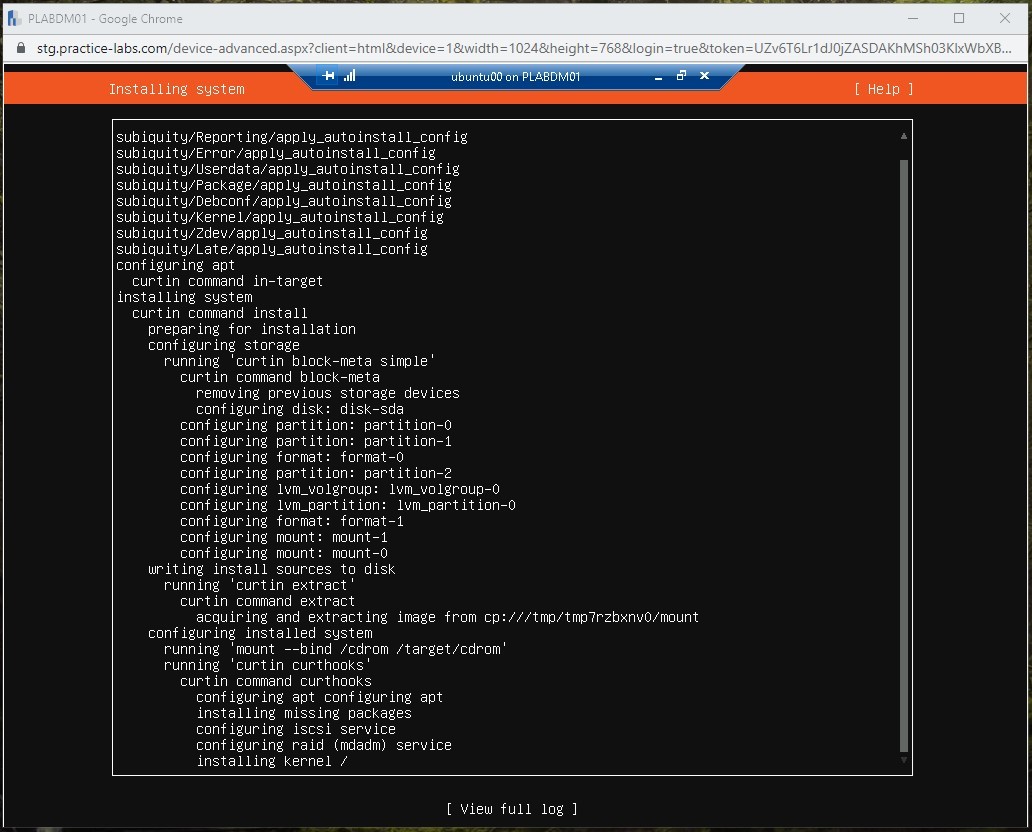 PLABDM01 - Google Chrome
stg.practice-labs.com/device-advanced.aspx?client=html&device=1&width=1024&height=768&login=true&token=UZv6T6Lr1dJ0jZASDAKhMSh03KlxWbXB...
ubuntu00 on PLABDM01
Installing system [ Help ]
subiquity/Reporting/apply_autoinstall_config
subiquity/Error/apply_autoinstall_config
subiquity/Userdata/apply_autoinstall_config
subiquity/Package/apply_autoinstall_config
subiquity/Debconf/apply_autoinstall_config
subiquity/Kernel/apply_autoinstall_config
subiquity/Zdev/apply_autoinstall_config
subiquity/Late/apply_autoinstall_config
configuring apt
curtin command in-target
installing system
curtin command install
preparing for installation
configuring storage
running 'curtin block-meta simple'
curtin command block-meta
removing previous storage devices
configuring disk: disk-sda
configuring partition: partition-0
configuring partition: partition-1
configuring format: format-0
configuring partition: partition-2
configuring lvm_volgroup: lvm_volgroup-0
configuring lvm_partition: lvm_partition-0
configuring format: format-1
configuring mount: mount-1
configuring mount: mount-0
writing install sources to disk
running 'curtin extract'
curtin command extract
acquiring and extracting image from cp:///tmp/tmp7rzbxnv0/mount
configuring installed system
running 'mount --bind /cdrom /target/cdrom'
running 'curtin curthooks'
curtin command curthooks
configuring apt configuring apt
installing missing packages
configuring iscsi service
configuring raid (mdadm) service
installing kernel /
[ View full log ]